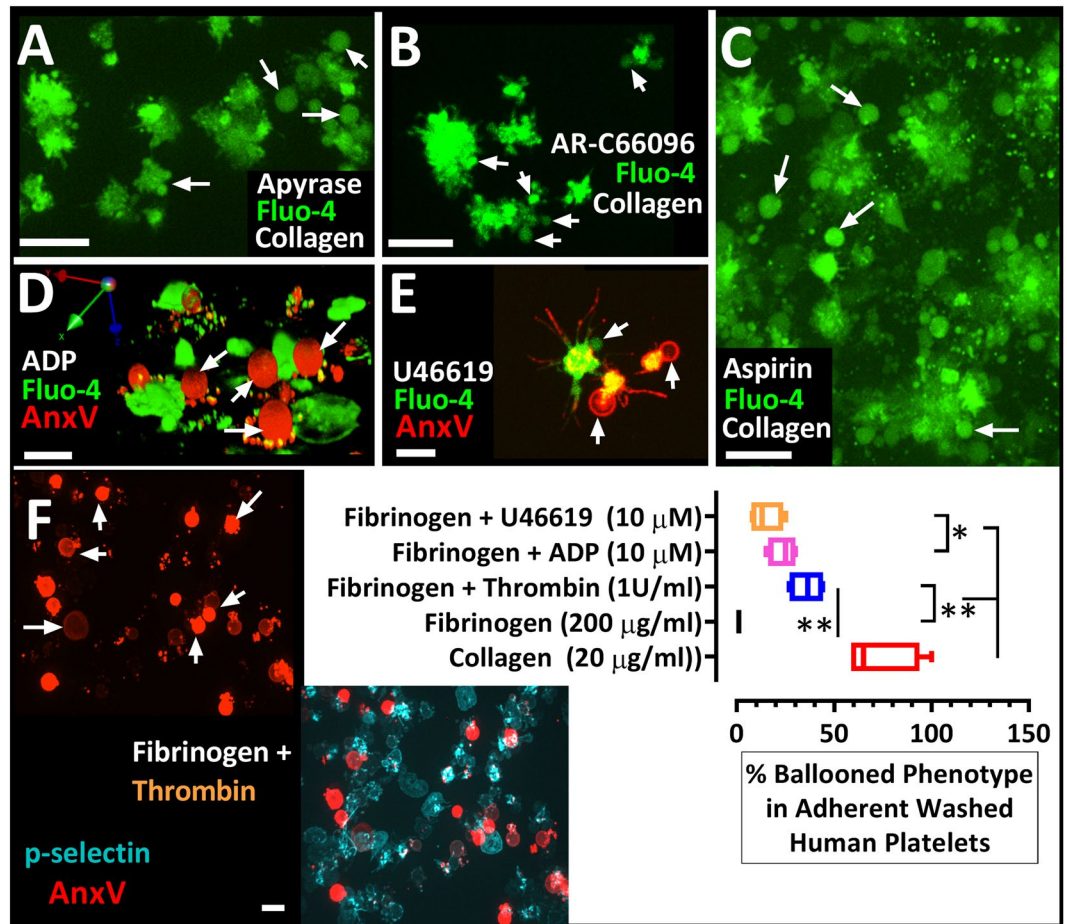 A
Apyrase
Fluo-4
Collagen
B
AR-C66096
Fluo-4
Collagen
C
Aspirin
Fluo-4
Collagen
D
ADP
Fluo-4
AnxV
E
U46619
Fluo-4
AnxV
F
Fibrinogen +
Thrombin
p-selectin
AnxV
Fibrinogen + U46619 (10 μM)
Fibrinogen + ADP (10 μM)
Fibrinogen + Thrombin (1U/ml)
Fibrinogen (200 μg/ml)
Collagen (20 μg/ml))
*
**
**
0 50 100 150
% Ballooned Phenotype
in Adherent Washed
Human Platelets